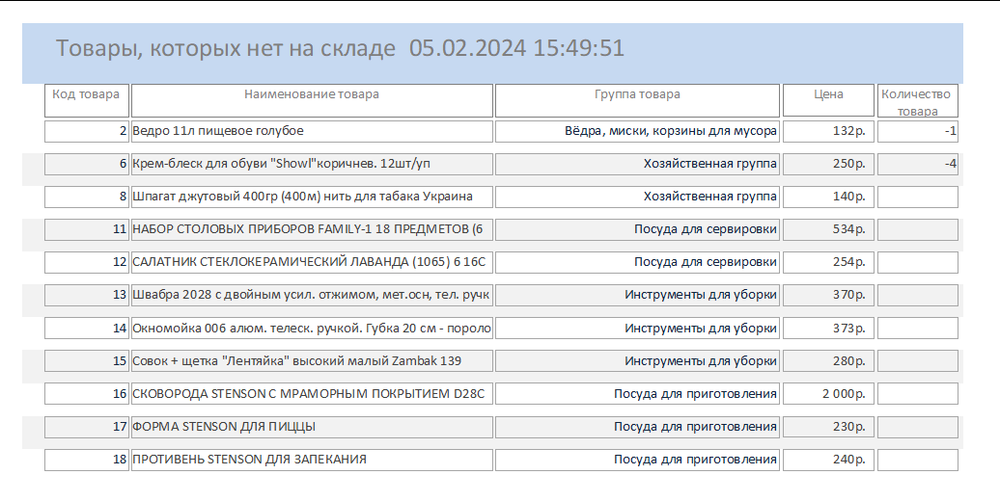 Товары, которых нет на складе 05.02.2024 15:49:51
Код товара Наименование товара Группа товара Цена Количество товара
2 Ведро 11л пищевое голубое Вёдра, миски, корзины для мусора 132р. -1
6 Крем-блеск для обуви "Showl"коричнев. 12шт/уп Хозяйственная группа 250р. -4
8 Шпагат джутовый 400гр (400м) нить для табака Украина Хозяйственная группа 140р.
11 НАБОР СТОЛОВЫХ ПРИБОРОВ FAMILY-1 18 ПРЕДМЕТОВ (6 Посуда для сервировки 534р.
12 САЛАТНИК СТЕКЛОКЕРАМИЧЕСКИЙ ЛАВАНДА (1065) 6 16С Посуда для сервировки 254р.
13 Швабра 2028 с двойным усил. отжимом, мет.осн, тел. ручк Инструменты для уборки 370р.
14 Окномойка 006 алюм. телеск. ручкой. Губка 20 см - пороло Инструменты для уборки 373р.
15 Совок + щетка "Лентяйка" высокий малый Zambak 139 Инструменты для уборки 280р.
16 СКОВОРОДА STENSON С МРАМОРНЫМ ПОКРЫТИЕМ D28С Посуда для приготовления 2 000р.
17 ФОРМА STENSON ДЛЯ ПИЦЦЫ Посуда для приготовления 230р.
18 ПРОТИВЕНЬ STENSON ДЛЯ ЗАПЕКАНИЯ Посуда для приготовления 240р.